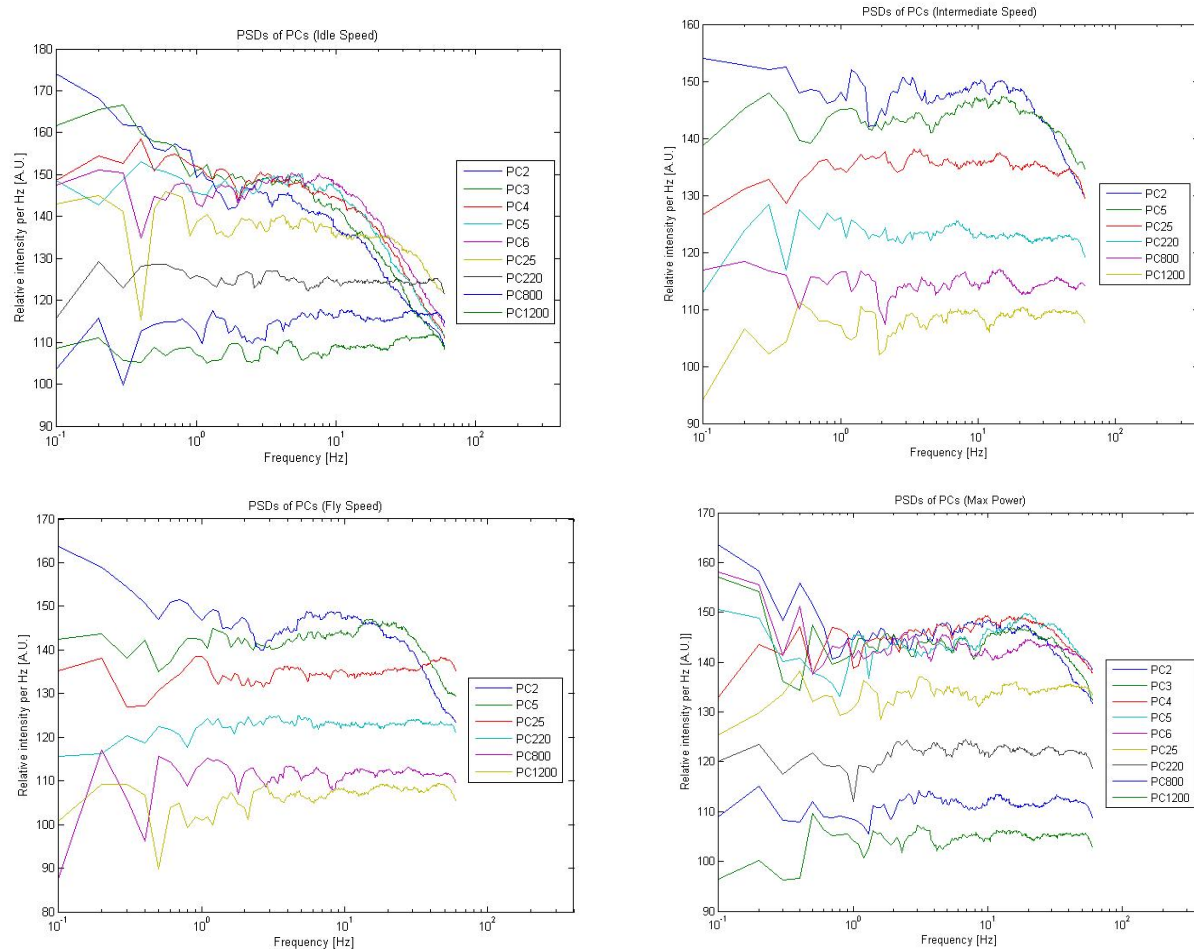 PSDs of PCs (Idle Speed)
180
170
160
150
140
130
120
110
100
90
Relative intensity per Hz [A.U.]
10^-1
10^0
10^1
10^2
Frequency [Hz]
PC2
PC3
PC4
PC5
PC6
PC25
PC220
PC800
PC1200
PSDs of PCs (Intermediate Speed)
160
150
140
130
120
110
100
90
Relative intensity per Hz [A.U.]
10^-1
10^0
10^1
10^2
Frequency [Hz]
PC2
PC5
PC25
PC220
PC800
PC1200
PSDs of PCs (Fly Speed)
170
160
150
140
130
120
110
100
90
80
Relative intensity per Hz [A.U.]
10^-1
10^0
10^1
10^2
Frequency [Hz]
PC2
PC5
PC25
PC220
PC800
PC1200
PSDs of PCs (Max Power)
170
160
150
140
130
120
110
100
90
Relative intensity per Hz [A.U.]]
10^-1
10^0
10^1
10^2
Frequency [Hz]
PC2
PC3
PC4
PC5
PC6
PC25
PC220
PC800
PC1200